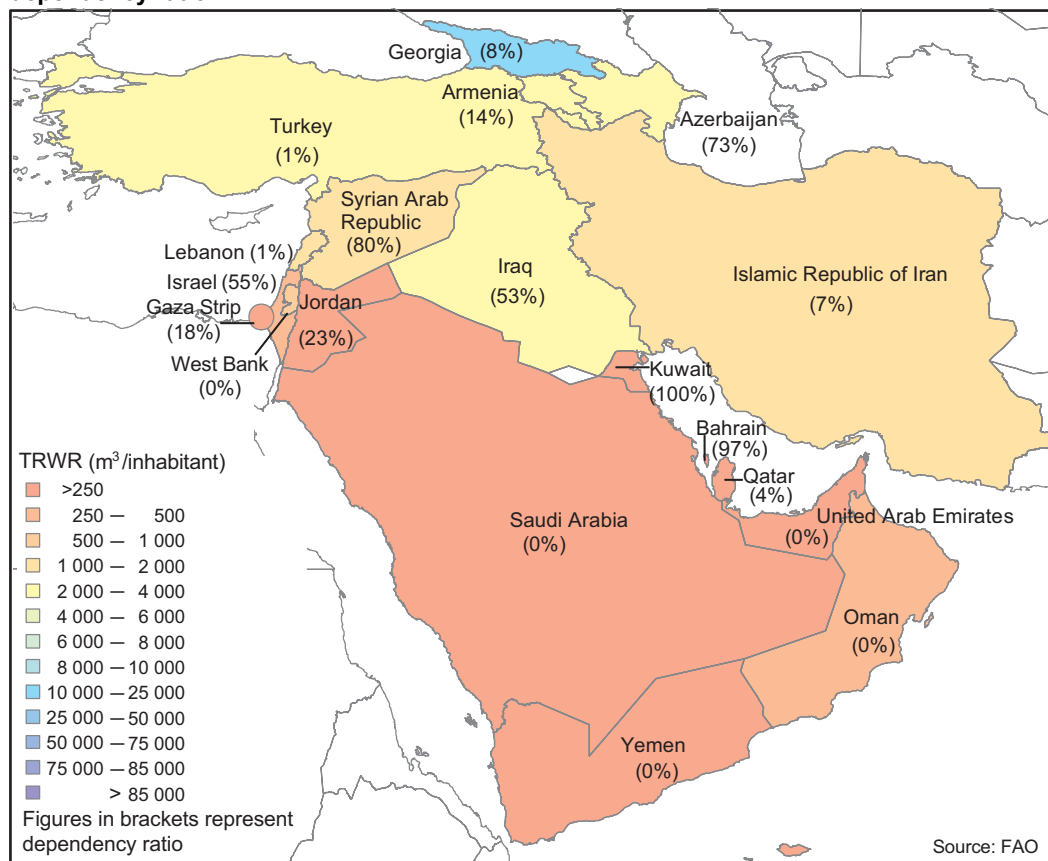 Georgia (8%)
Armenia
(14%)
Azerbaijan
(73%)
Turkey
(1%)
Syrian Arab
Republic
(80%)
Lebanon (1%)
Israel (55%)
Iraq
(53%)
Islamic Republic of Iran
(7%)
Gaza Strip
(18%)
Jordan
(23%)
West Bank
(0%)
Kuwait
(100%)
Bahrain
(97%)
Qatar
(4%)
Saudi Arabia
(0%)
United Arab Emirates
(0%)
Oman
(0%)
Yemen
(0%)
TRWR (m³/inhabitant)
>250
250 — 500
500 — 1 000
1 000 — 2 000
2 000 — 4 000
4 000 — 6 000
6 000 — 8 000
8 000 — 10 000
10 000 — 25 000
25 000 — 50 000
50 000 — 75 000
75 000 — 85 000
> 85 000
Figures in brackets represent
dependency ratio
Source: FAO